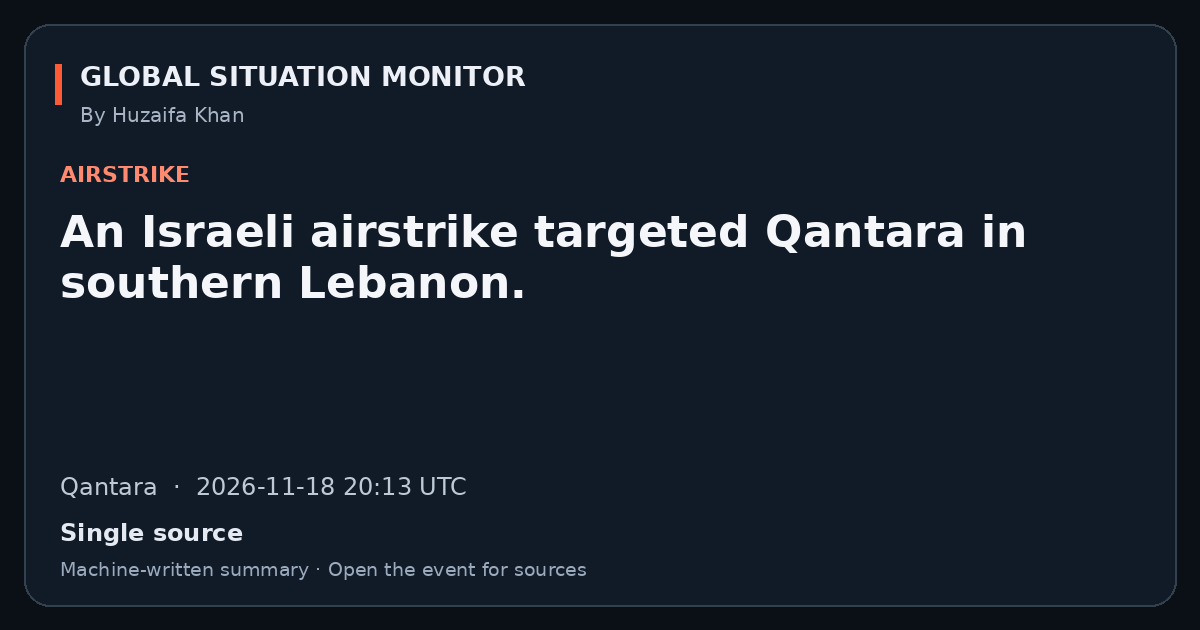 GLOBAL SITUATION MONITOR
By Huzaifa Khan
AIRSTRIKE
An Israeli airstrike targeted Qantara in
southern Lebanon.
Qantara · 2026-11-18 20:13 UTC
Single source
Machine-written summary · Open the event for sources